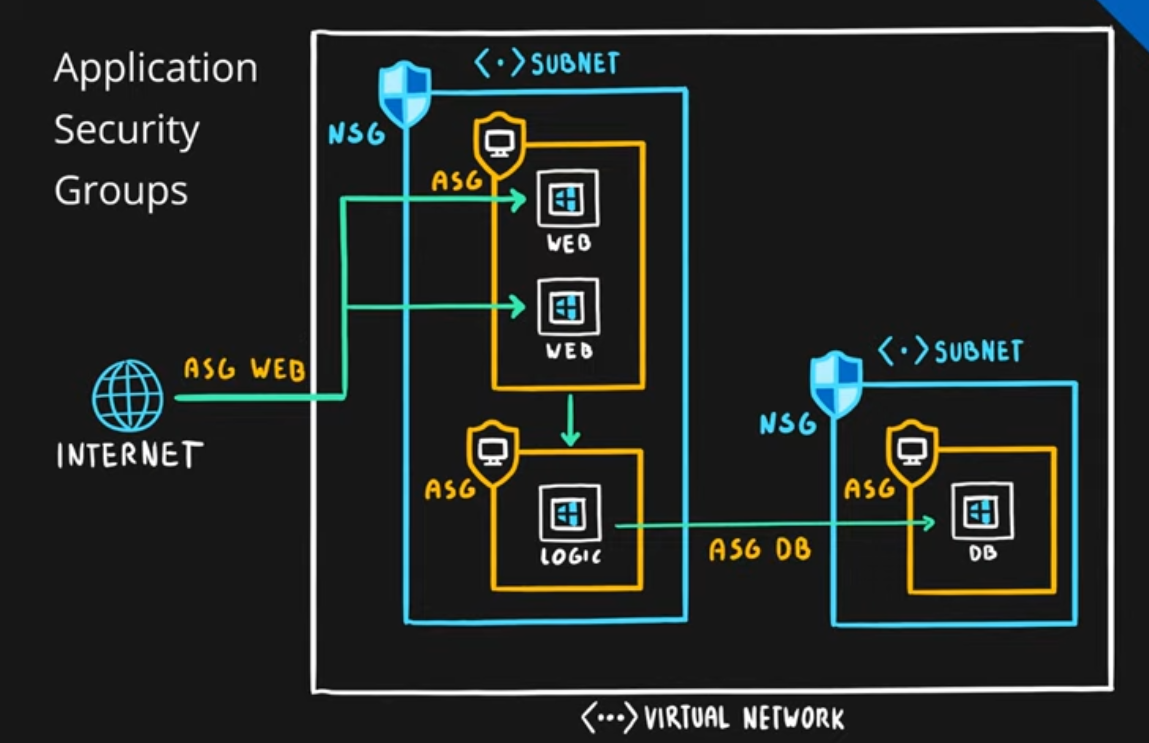 Application
Security
Groups
<·> SUBNET
NSG
ASG
WEB
WEB
ASG WEB
INTERNET
ASG
LOGIC
ASG DB
<·> SUBNET
NSG
ASG
DB
<···> VIRTUAL NETWORK